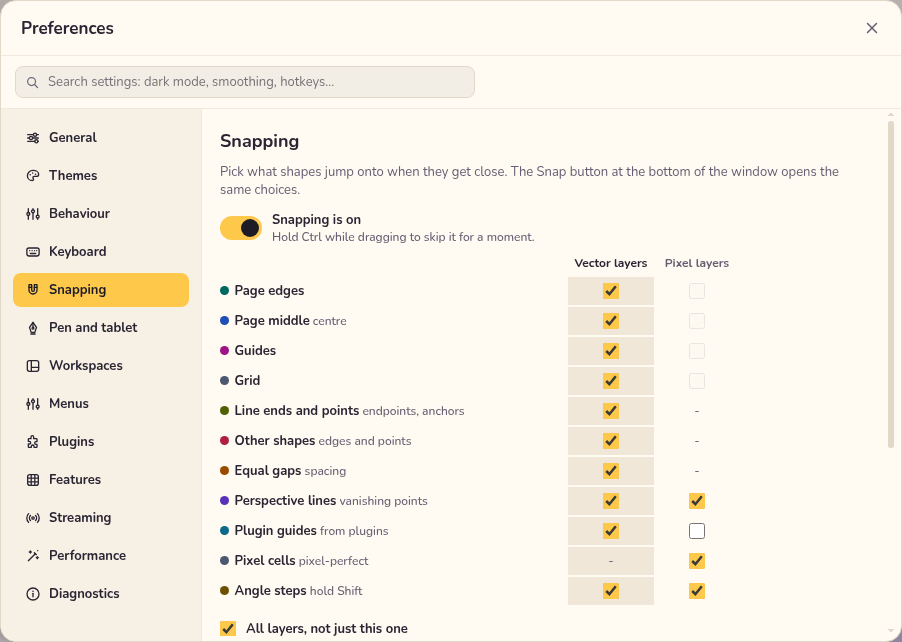 Preferences
Search settings: dark mode, smoothing, hotkeys...
General
Themes
Behaviour
Keyboard
Snapping
Pen and tablet
Workspaces
Menus
Plugins
Features
Streaming
Performance
Diagnostics
Snapping
Pick what shapes jump onto when they get close. The Snap button at the bottom of the window opens the
same choices.
Snapping is on
Hold Ctrl while dragging to skip it for a moment.
Vector layers Pixel layers
Page edges
Page middle centre
Guides
Grid
Line ends and points endpoints, anchors -
Other shapes edges and points -
Equal gaps spacing -
Perspective lines vanishing points
Plugin guides from plugins
Pixel cells pixel-perfect -
Angle steps hold Shift
All layers, not just this one